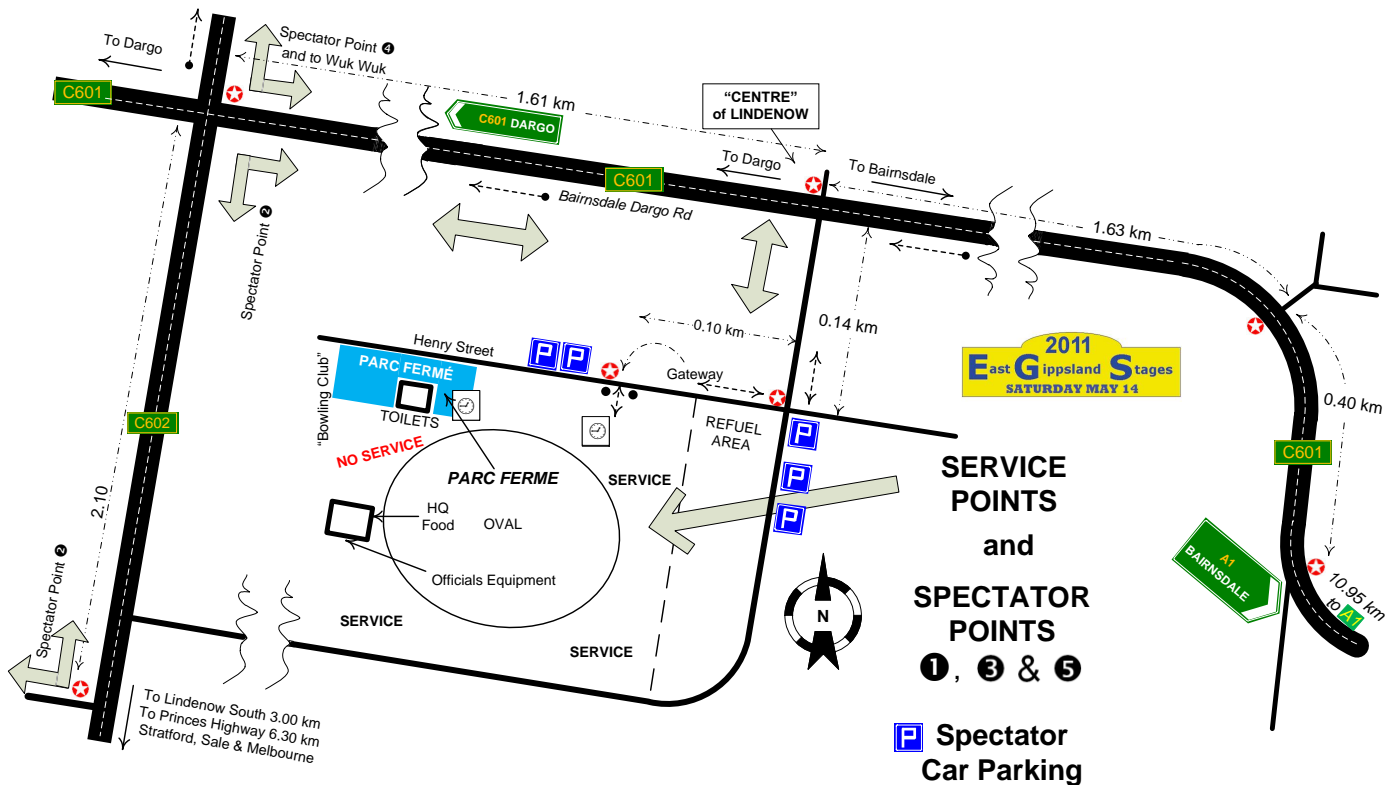 To Dargo
Spectator Point ❹
and to Wuk Wuk
C601
1.61 km
C601 DARGO
“CENTRE”
of LINDENOW
To Dargo
To Bairnsdale
C601
Bairnsdale Dargo Rd
1.63 km
Spectator Point ❷
Henry Street
0.10 km
0.14 km
P P
Gateway
“Bowling Club”
PARC FERMÉ
TOILETS
2011
East Gippsland Stages
SATURDAY MAY 14
0.40 km
C602
REFUEL
AREA
P
P
P
NO SERVICE
PARC FERME
SERVICE
C601
HQ
Food
OVAL
Officials Equipment
2.10
SERVICE
SERVICE
N
SERVICE
POINTS
and
SPECTATOR
POINTS
❶, ❸ & ❺
A1
BAIRNSDALE
10.95 km
to A1
Spectator Point ❷
To Lindenow South 3.00 km
To Princes Highway 6.30 km
Stratford, Sale & Melbourne
P Spectator
Car Parking